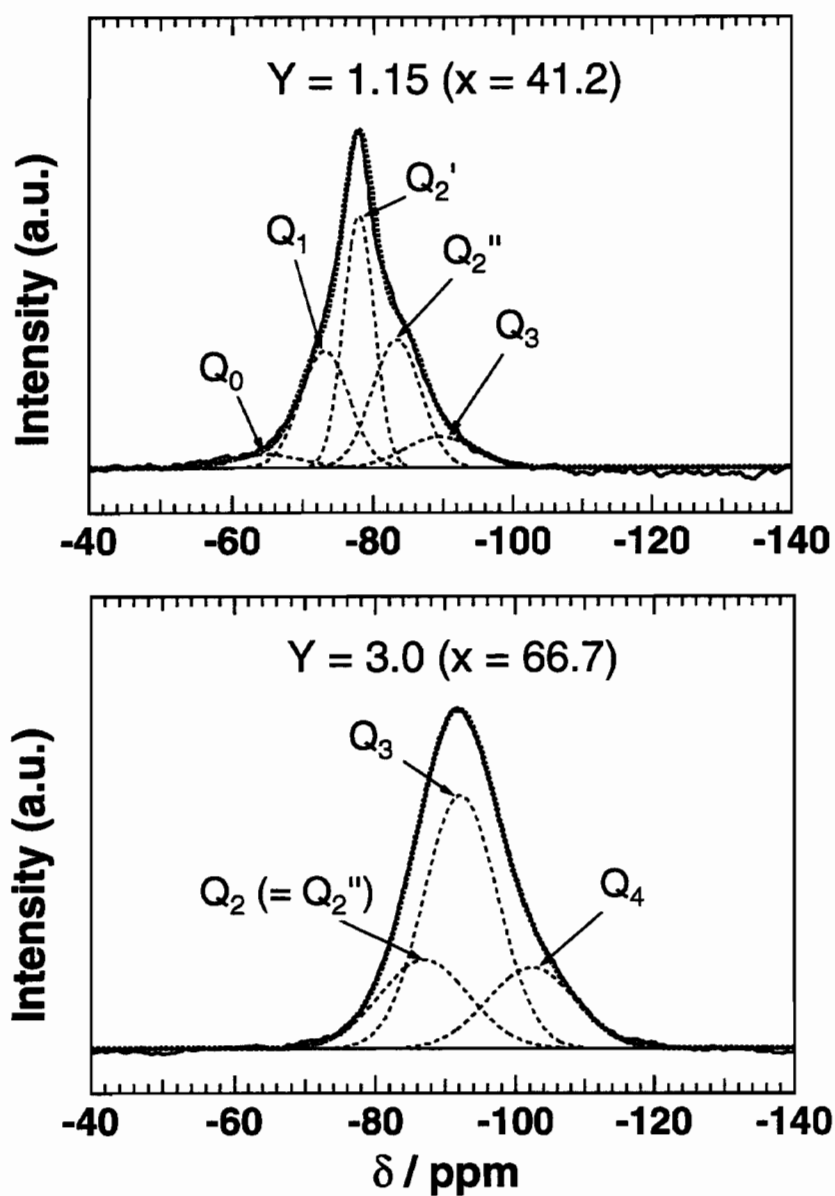 Y = 1.15 (x = 41.2)
Q₂'
Q₁
Q₂"
Q₃
Q₀
Intensity (a.u.)
-40 -60 -80 -100 -120 -140
Y = 3.0 (x = 66.7)
Q₃
Q₂ (= Q₂")
Q₄
Intensity (a.u.)
-40 -60 -80 -100 -120 -140
δ / ppm